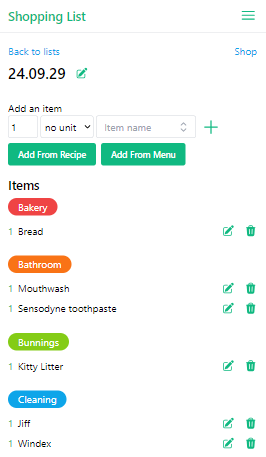 Shopping List
Back to lists Shop
24.09.29
Add an item
1 no unit Item name
Add From Recipe Add From Menu
Items
Bakery
1 Bread
Bathroom
1 Mouthwash
1 Sensodyne toothpaste
Bunnings
1 Kitty Litter
Cleaning
1 Jiff
1 Windex